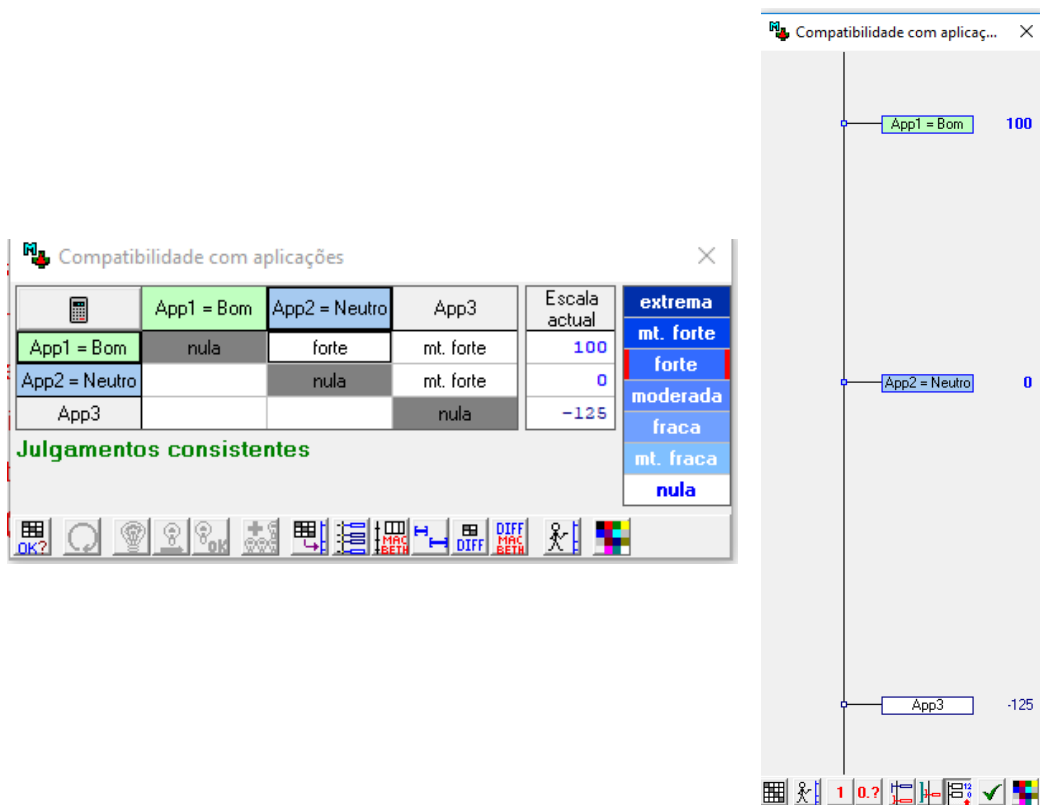 Compatibilidade com aplicações
App1 = Bom App2 = Neutro App3 Escala actual
App1 = Bom nula forte mt. forte 100
App2 = Neutro nula mt. forte 0
App3 nula -125
Julgamentos consistentes
extrema
mt. forte
forte
moderada
fraca
mt. fraca
nula
OK? OK MAC BETH DIFF DIFF MAC BETH
Compatibilidade com aplicaç...
App1 = Bom 100
App2 = Neutro 0
App3 -125
1 0.?